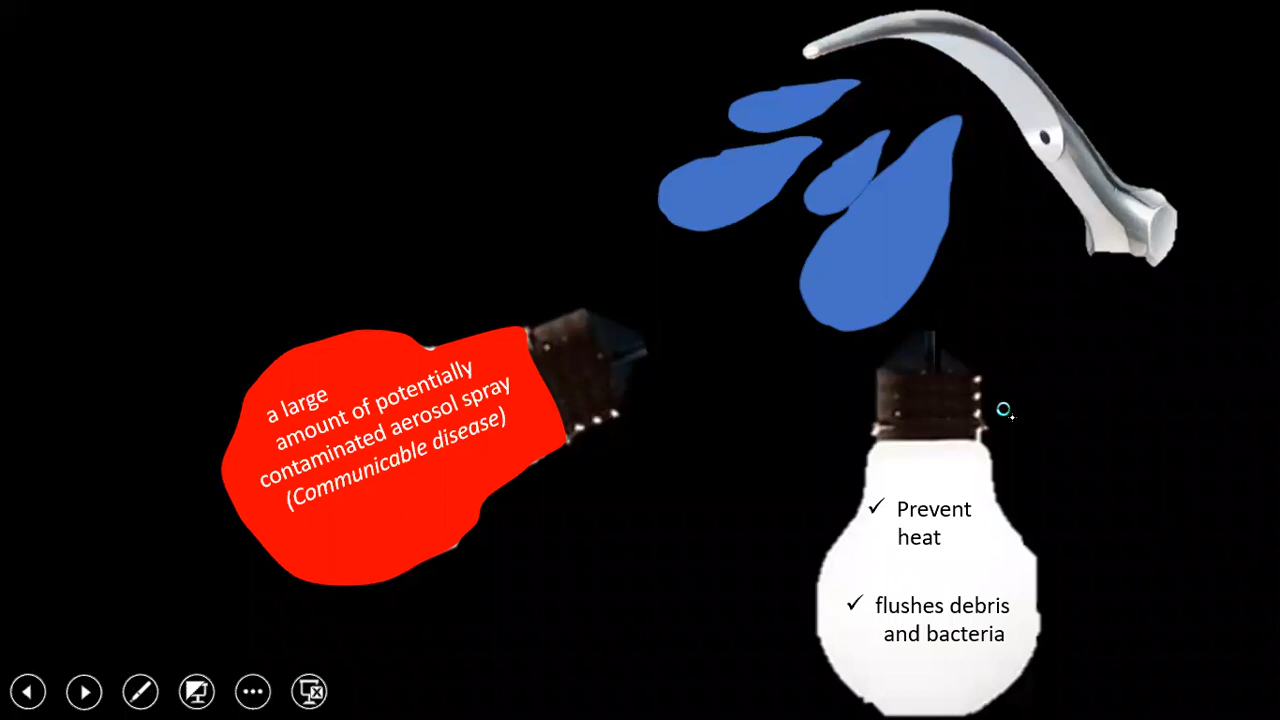 a large
amount of potentially
contaminated aerosol spray
(Communicable disease)
✓ Prevent
heat
✓ flushes debris
and bacteria